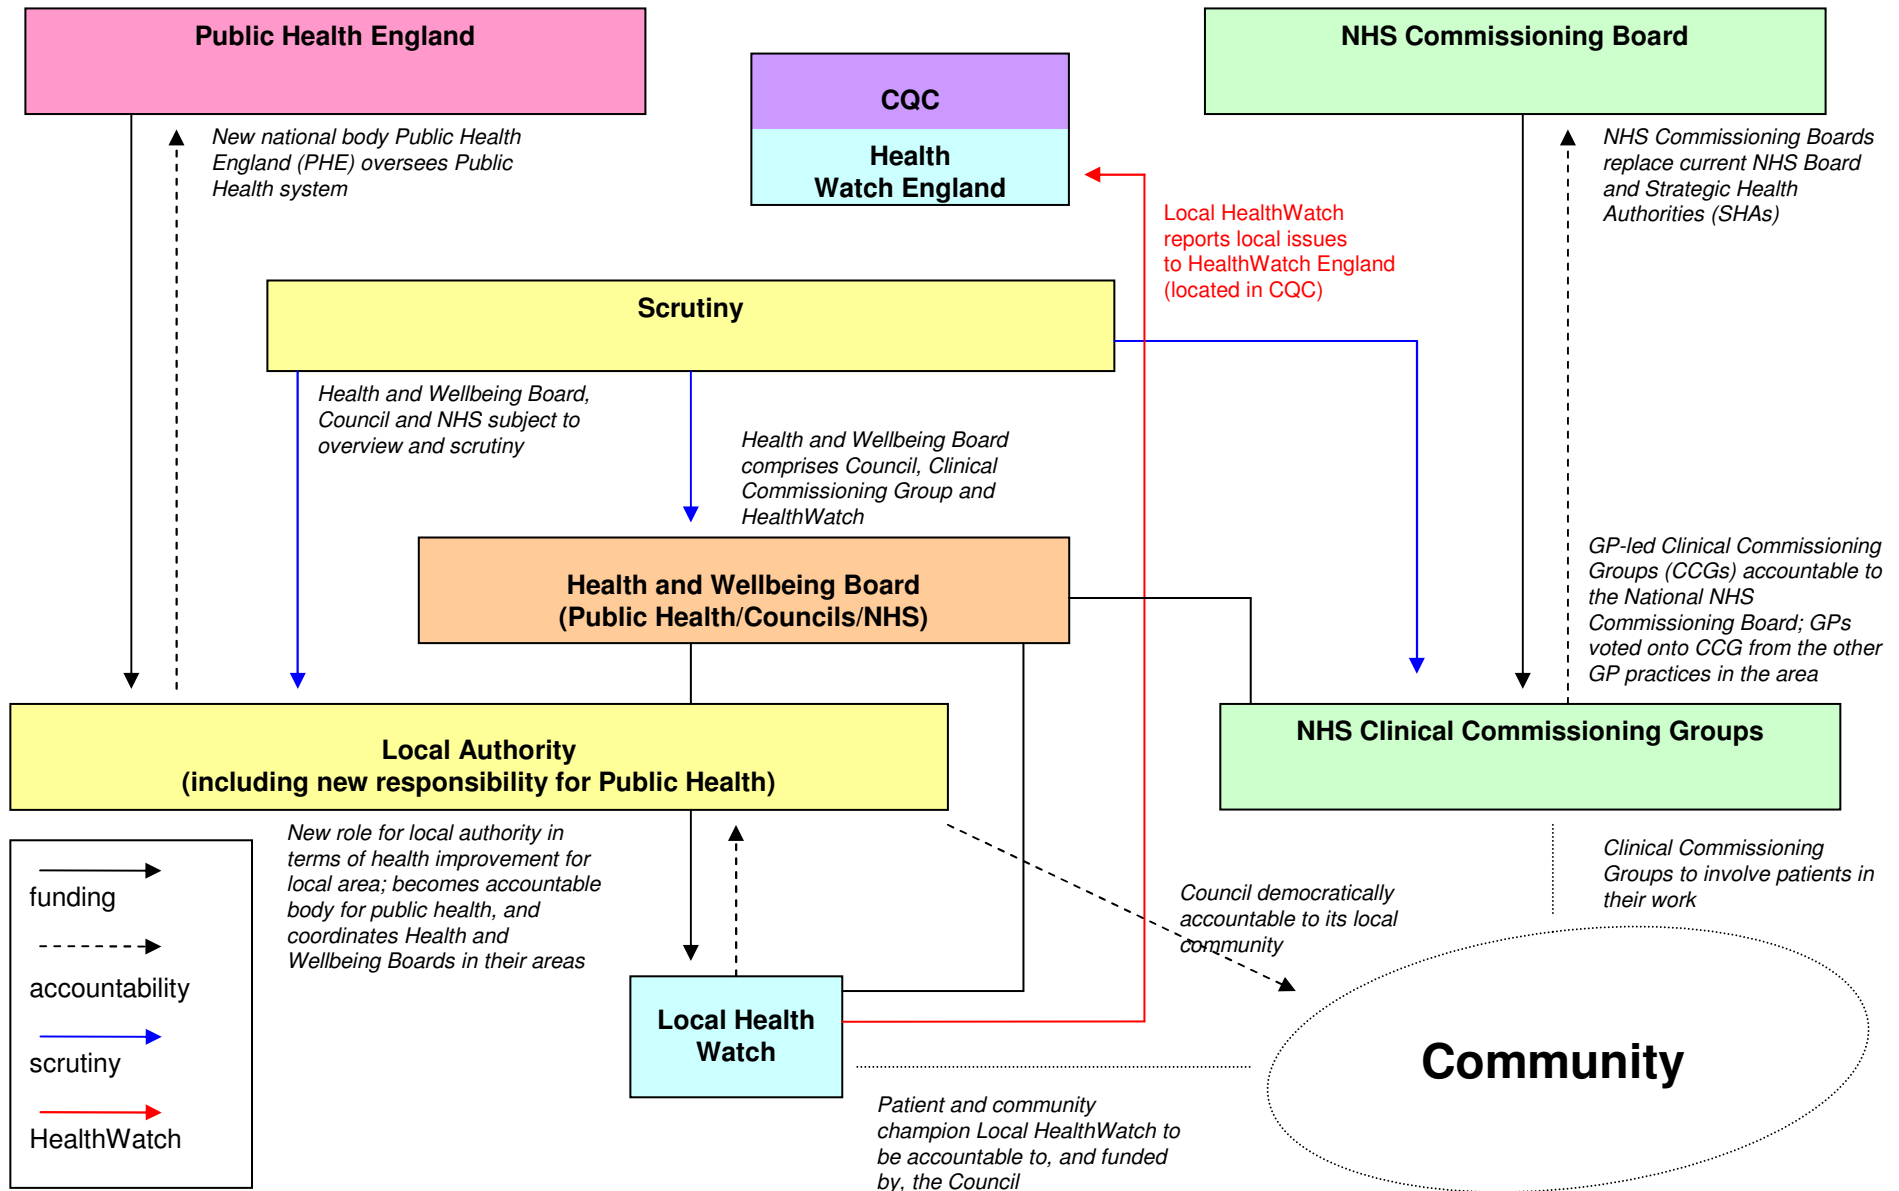 Public Health England
NHS Commissioning Board
CQC
Health
Watch England
New national body Public Health
England (PHE) oversees Public
Health system
NHS Commissioning Boards
replace current NHS Board
and Strategic Health
Authorities (SHAs)
Local HealthWatch
reports local issues
to HealthWatch England
(located in CQC)
Scrutiny
Health and Wellbeing Board,
Council and NHS subject to
overview and scrutiny
Health and Wellbeing Board
comprises Council, Clinical
Commissioning Group and
HealthWatch
Health and Wellbeing Board
(Public Health/Councils/NHS)
GP-led Clinical Commissioning
Groups (CCGs) accountable to
the National NHS
Commissioning Board; GPs
voted onto CCG from the other
GP practices in the area
Local Authority
(including new responsibility for Public Health)
NHS Clinical Commissioning Groups
New role for local authority in
terms of health improvement for
local area; becomes accountable
body for public health, and
coordinates Health and
Wellbeing Boards in their areas
Council democratically
accountable to its local
community
Clinical Commissioning
Groups to involve patients in
their work
funding
accountability
scrutiny
HealthWatch
Local Health
Watch
Community
Patient and community
champion Local HealthWatch to
be accountable to, and funded
by, the Council